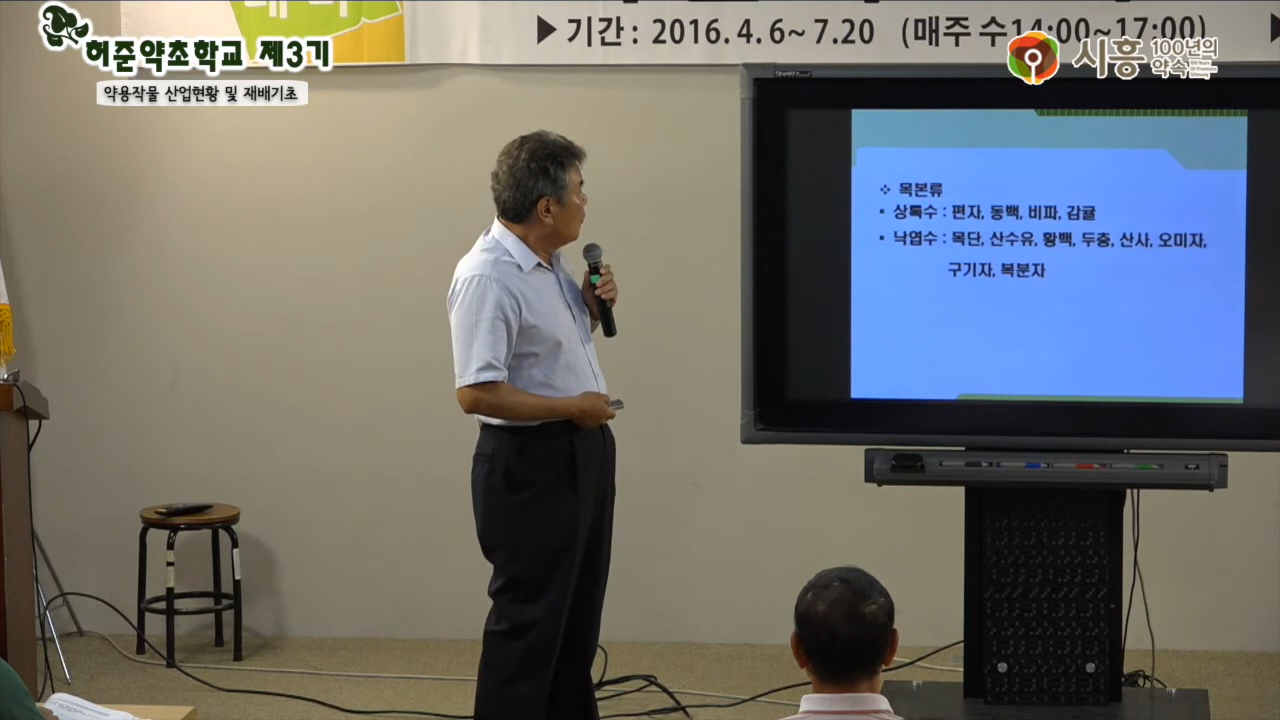 허준약초학교 제3기
약용작물 산업현황 및 재배기초
▶기간 : 2016. 4. 6~ 7.20 (매주 수14:00~17:00)
시흥 100년의 약속
❖ 목본류
▪ 상록수 : 편자, 동백, 비파, 감귤
▪ 낙엽수 : 목단, 산수유, 황백, 두충, 산사, 오미자,
구기자, 복분자